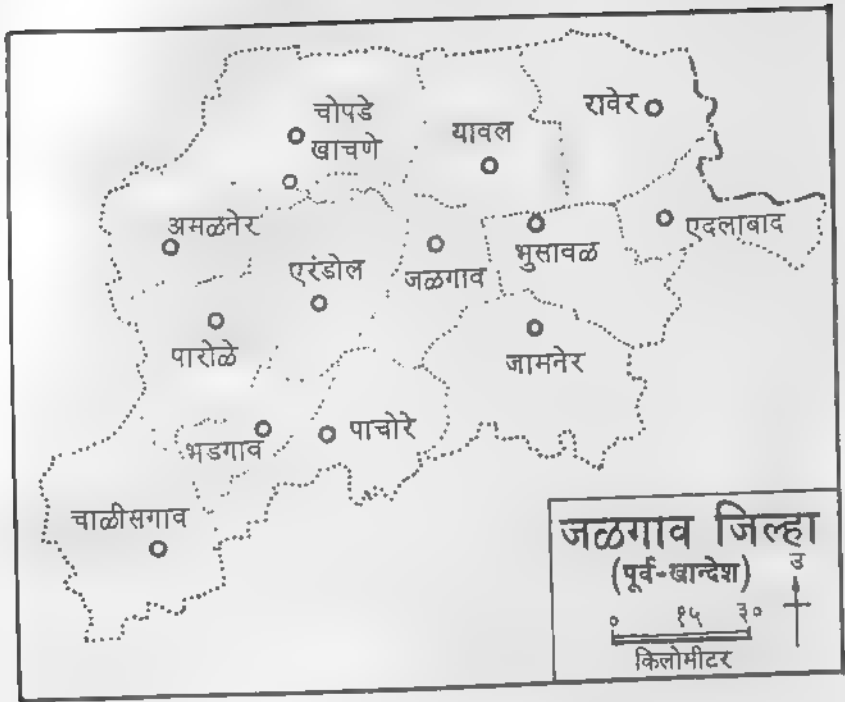 चोपडे
खाचणे
यावल
रावेर
अमळनेर
एरंडोल
जळगाव
भुसावळ
एदलाबाद
पारोळे
जामनेर
भडगाव
पाचोरे
चाळीसगाव
जळगाव जिल्हा
(पूर्व-खान्देश)
उ
० १५ ३०
किलोमीटर